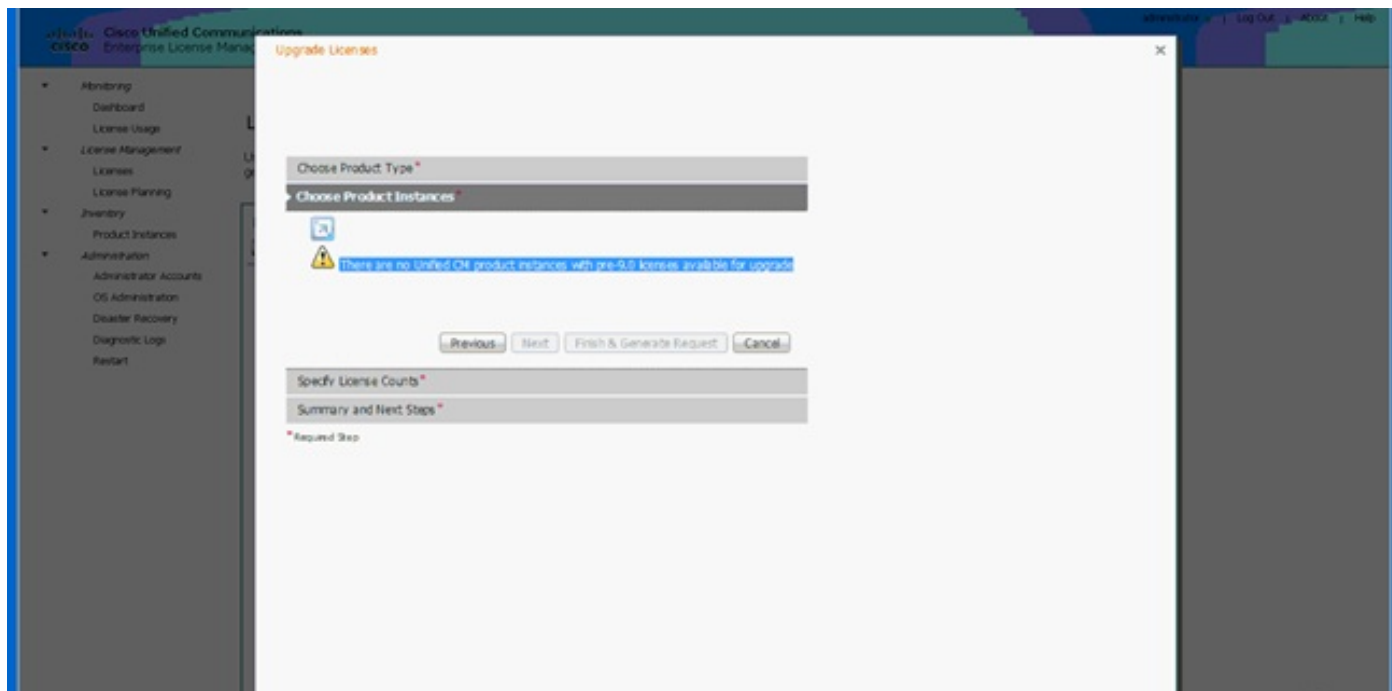 Cisco Unified Communications
Enterprise License Manag
administrator | Log Out | About | Help
Upgrade Licenses
Monitoring
Dashboard
License Usage
License Management
Licenses
License Planning
Inventory
Product Instances
Administration
Administrator Accounts
OS Administration
Disaster Recovery
Diagnostic Logs
Restart
Choose Product Type *
Choose Product Instances *
There are no Unified CM product instances with pre-9.0 licenses available for upgrade
Previous Next Finish & Generate Request Cancel
Specify License Counts *
Summary and Next Steps *
* Required Step